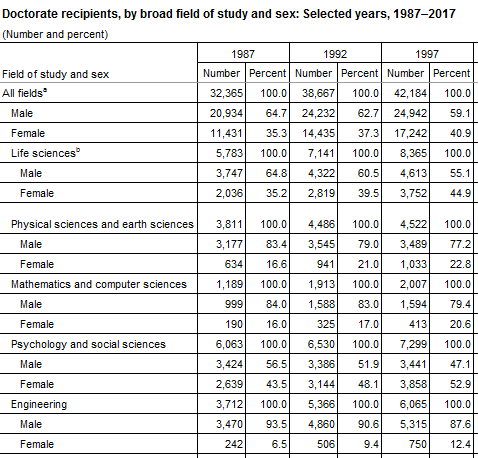 Doctorate recipients, by broad field of study and sex: Selected years, 1987–2017
(Number and percent)
1987 1992 1997
Field of study and sex Number Percent Number Percent Number Percent
All fieldsᵃ 32,365 100.0 38,667 100.0 42,184 100.0
Male 20,934 64.7 24,232 62.7 24,942 59.1
Female 11,431 35.3 14,435 37.3 17,242 40.9
Life sciencesᵇ 5,783 100.0 7,141 100.0 8,365 100.0
Male 3,747 64.8 4,322 60.5 4,613 55.1
Female 2,036 35.2 2,819 39.5 3,752 44.9
Physical sciences and earth sciences 3,811 100.0 4,486 100.0 4,522 100.0
Male 3,177 83.4 3,545 79.0 3,489 77.2
Female 634 16.6 941 21.0 1,033 22.8
Mathematics and computer sciences 1,189 100.0 1,913 100.0 2,007 100.0
Male 999 84.0 1,588 83.0 1,594 79.4
Female 190 16.0 325 17.0 413 20.6
Psychology and social sciences 6,063 100.0 6,530 100.0 7,299 100.0
Male 3,424 56.5 3,386 51.9 3,441 47.1
Female 2,639 43.5 3,144 48.1 3,858 52.9
Engineering 3,712 100.0 5,366 100.0 6,065 100.0
Male 3,470 93.5 4,860 90.6 5,315 87.6
Female 242 6.5 506 9.4 750 12.4